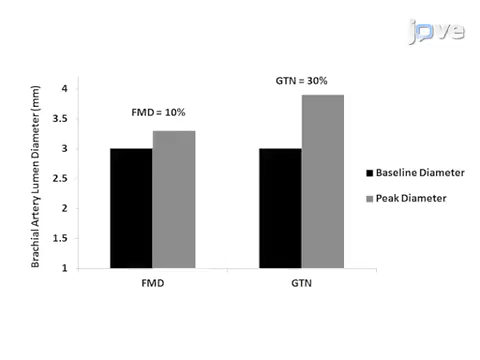 jove
Brachial Artery Lumen Diameter (mm)
4
3.5
3
2.5
2
1.5
1
FMD = 10%
GTN = 30%
Baseline Diameter
Peak Diameter
FMD
GTN